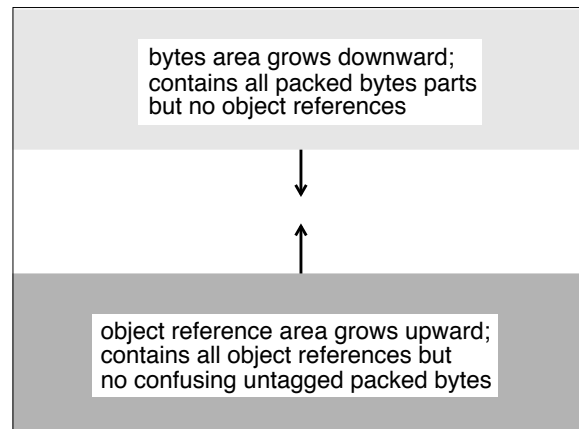 bytes area grows downward;
contains all packed bytes parts
but no object references
object reference area grows upward;
contains all object references but
no confusing untagged packed bytes